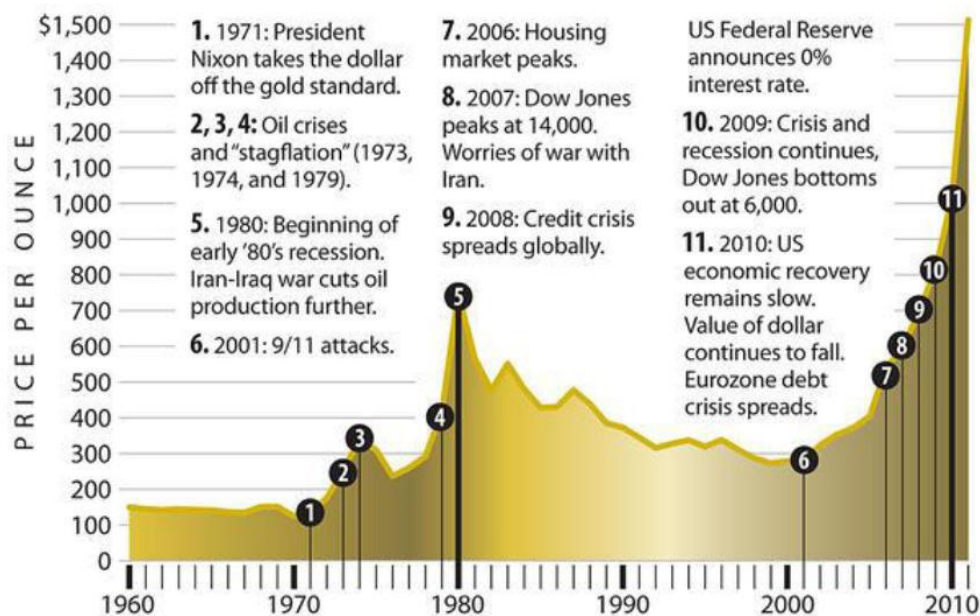 $1,500
1,400
1,300
1,200
1,100
1,000
900
800
700
600
500
400
300
200
100
0
PRICE PER OUNCE
1. 1971: President
Nixon takes the dollar
off the gold standard.
2, 3, 4: Oil crises
and “stagflation” (1973,
1974, and 1979).
5. 1980: Beginning of
early ’80’s recession.
Iran-Iraq war cuts oil
production further.
6. 2001: 9/11 attacks.
7. 2006: Housing
market peaks.
8. 2007: Dow Jones
peaks at 14,000.
Worries of war with
Iran.
9. 2008: Credit crisis
spreads globally.
US Federal Reserve
announces 0%
interest rate.
10. 2009: Crisis and
recession continues,
Dow Jones bottoms
out at 6,000.
11. 2010: US
economic recovery
remains slow.
Value of dollar
continues to fall.
Eurozone debt
crisis spreads.
1
2
3
4
5
6
7
8
9
10
11
1960
1970
1980
1990
2000
2010